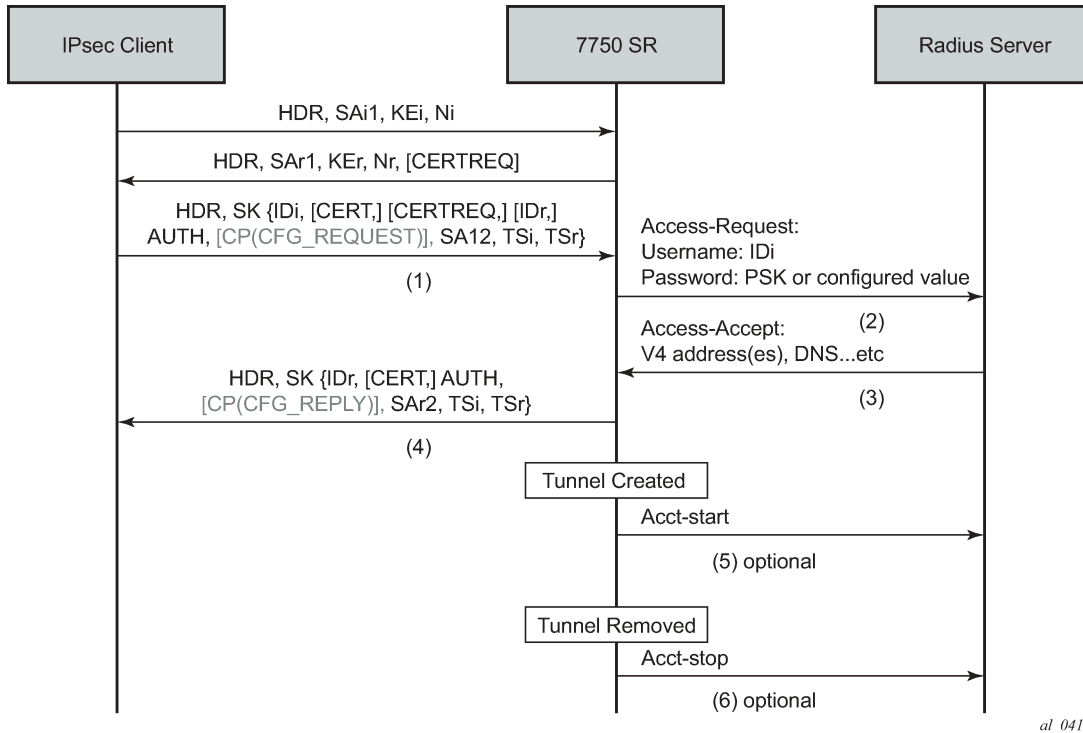 IPsec Client
7750 SR
Radius Server
HDR, SAi1, KEi, Ni
HDR, SAr1, KEr, Nr, [CERTREQ]
HDR, SK {IDi, [CERT,] [CERTREQ,] [IDr,]
AUTH, [CP(CFG_REQUEST)], SA12, TSi, TSr}
(1)
Access-Request:
Username: IDi
Password: PSK or configured value
(2)
Access-Accept:
V4 address(es), DNS...etc
(3)
HDR, SK {IDr, [CERT,] AUTH,
[CP(CFG_REPLY)], SAr2, TSi, TSr}
(4)
Tunnel Created
Acct-start
(5) optional
Tunnel Removed
Acct-stop
(6) optional
al_041